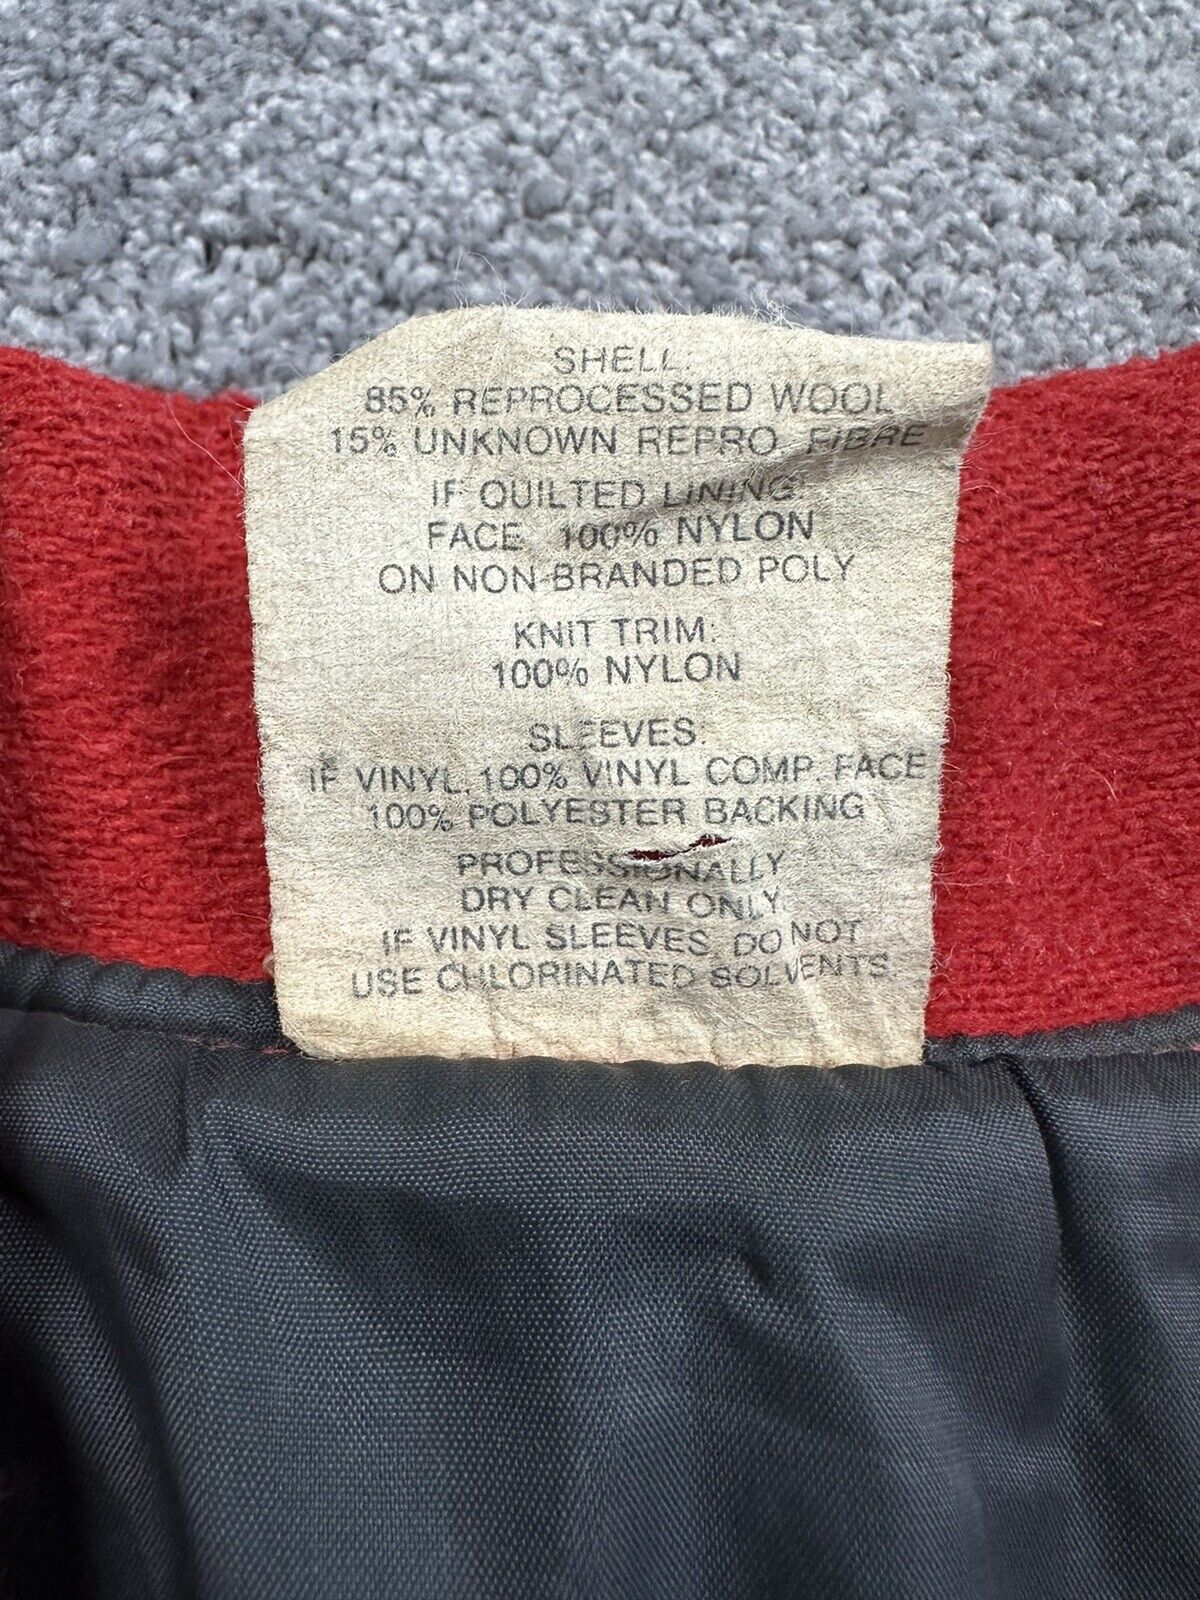 SHELL:
85% REPROCESSED WOOL
15% UNKNOWN REPRO. FIBRE
IF QUILTED LINING
FACE 100% NYLON
ON NON-BRANDED POLY
KNIT TRIM:
100% NYLON
SLEEVES:
IF VINYL, 100% VINYL COMP. FACE
100% POLYESTER BACKING
PROFESSIONALLY
DRY CLEAN ONLY.
IF VINYL SLEEVES, DO NOT
USE CHLORINATED SOLVENTS.